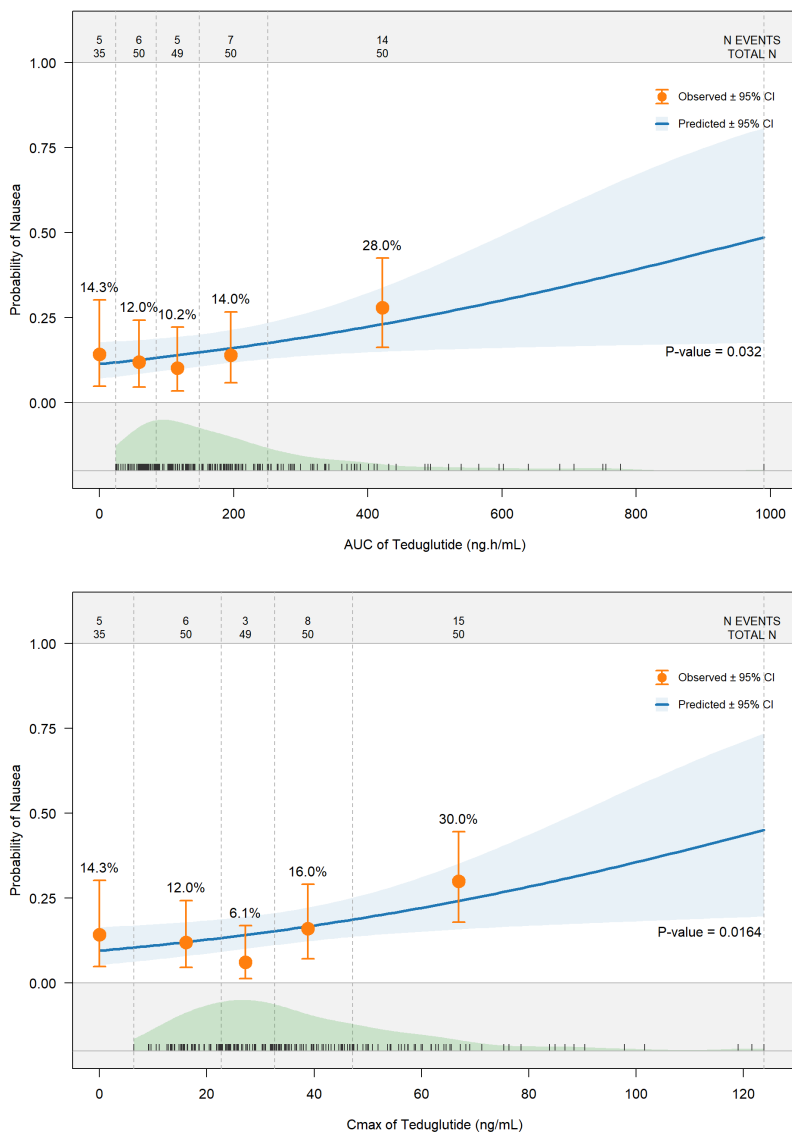 5 6 5 7 14 N EVENTS
35 50 49 50 50 TOTAL N
1.00
Observed ± 95% CI
Predicted ± 95% CI
0.75
0.50
0.25
0.00
Probability of Nausea
14.3% 12.0% 10.2% 14.0% 28.0%
P-value = 0.032
0 200 400 600 800 1000
AUC of Teduglutide (ng.h/mL)
5 6 3 8 15 N EVENTS
35 50 49 50 50 TOTAL N
1.00
Observed ± 95% CI
Predicted ± 95% CI
0.75
0.50
0.25
0.00
Probability of Nausea
14.3% 12.0% 6.1% 16.0% 30.0%
P-value = 0.0164
0 20 40 60 80 100 120
Cmax of Teduglutide (ng/mL)